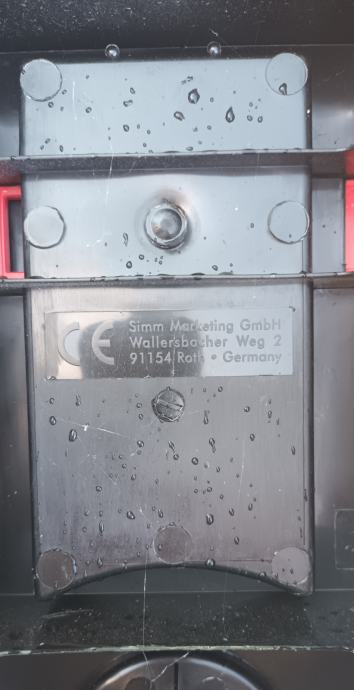 CE
Simm Marketing GmbH
Wallersbacher Weg 2
91154 Roth • Germany